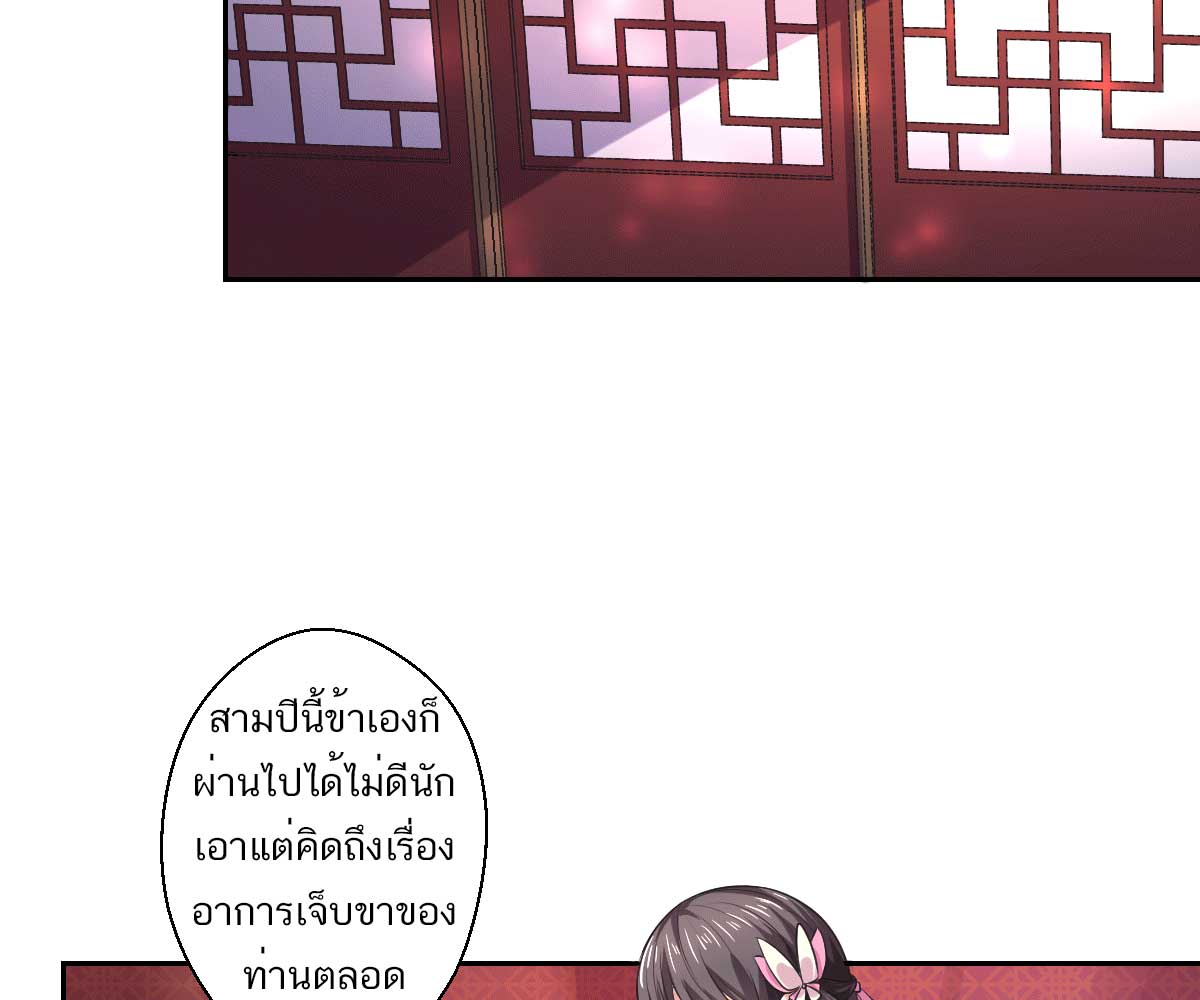 สามปีนี้ข้าเองก็
ผ่านไปได้ไม่ดีนัก
เอาแต่คิดถึงเรื่อง
อาการเจ็บขาของ
ท่านตลอด